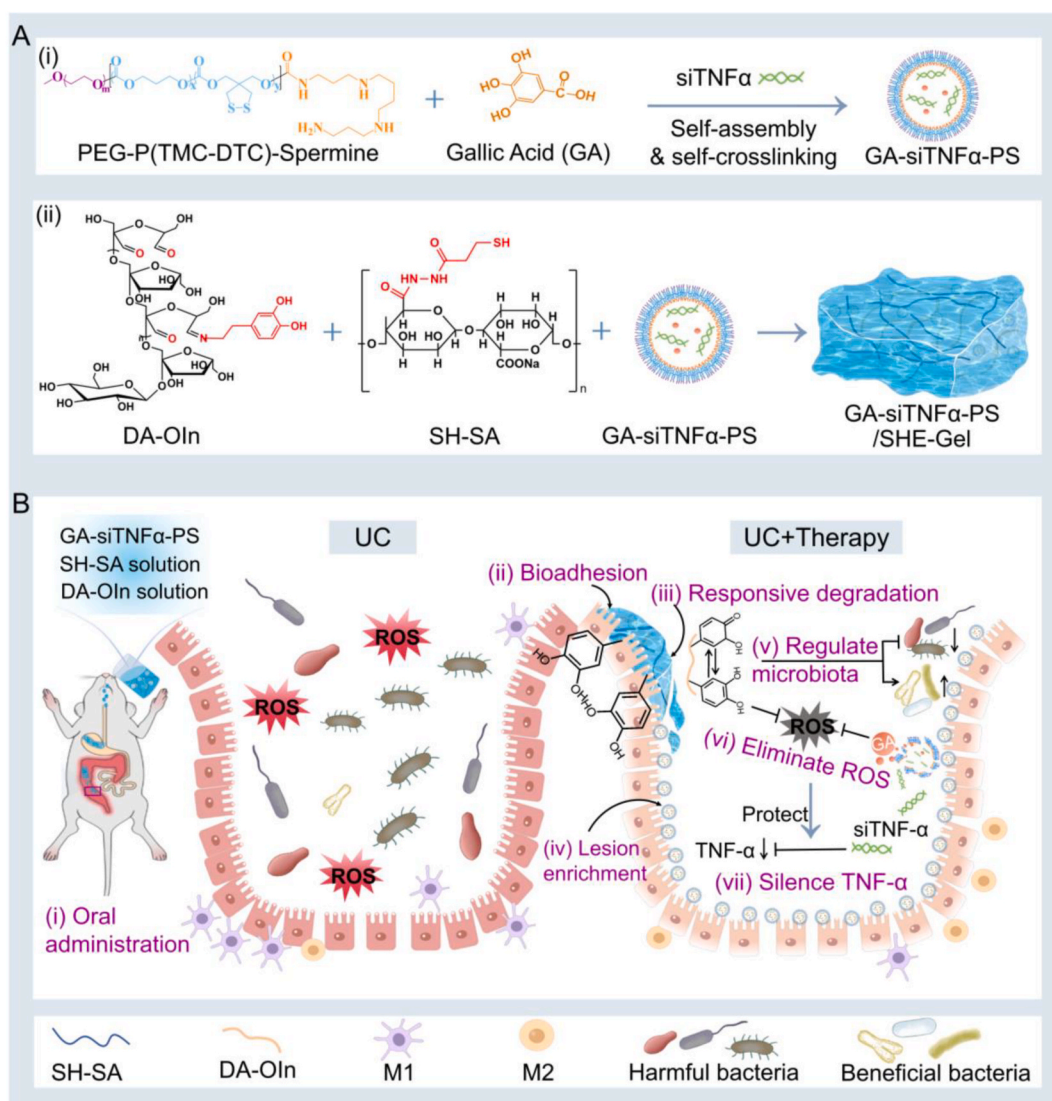 A
(i)
siTNFα
PEG-P(TMC-DTC)-Spermine
+
Gallic Acid (GA)
Self-assembly
& self-crosslinking
GA-siTNFα-PS
(ii)
DA-OIn
+
SH-SA
+
GA-siTNFα-PS
GA-siTNFα-PS
/SHE-Gel
B
GA-siTNFα-PS
SH-SA solution
DA-OIn solution
UC
UC+Therapy
(i) Oral
administration
ROS
ROS
ROS
(ii) Bioadhesion
(iii) Responsive degradation
(v) Regulate
microbiota
ROS
GA
(vi) Eliminate ROS
Protect
siTNF-α
TNF-α
(iv) Lesion
enrichment
(vii) Silence TNF-α
SH-SA
DA-OIn
M1
M2
Harmful bacteria
Beneficial bacteria